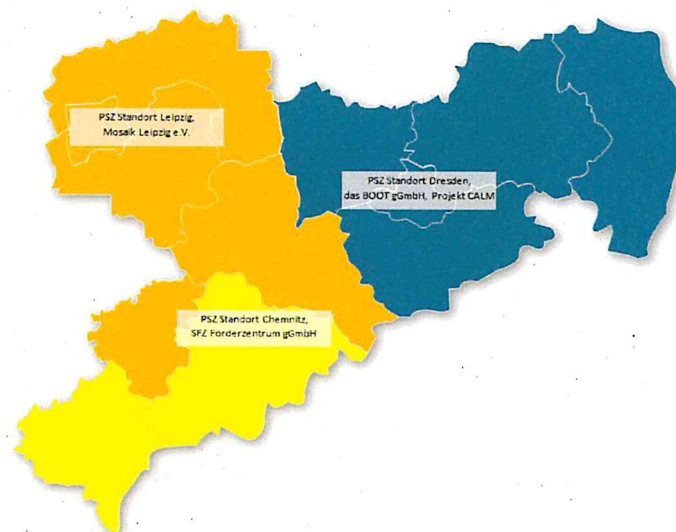 PSZ Standort Leipzig,
Mosaik Leipzig e.V.
PSZ Standort Dresden,
das BOOT gGmbH, Projekt CALM
PSZ Standort Chemnitz,
SFZ Förderzentrum gGmbH